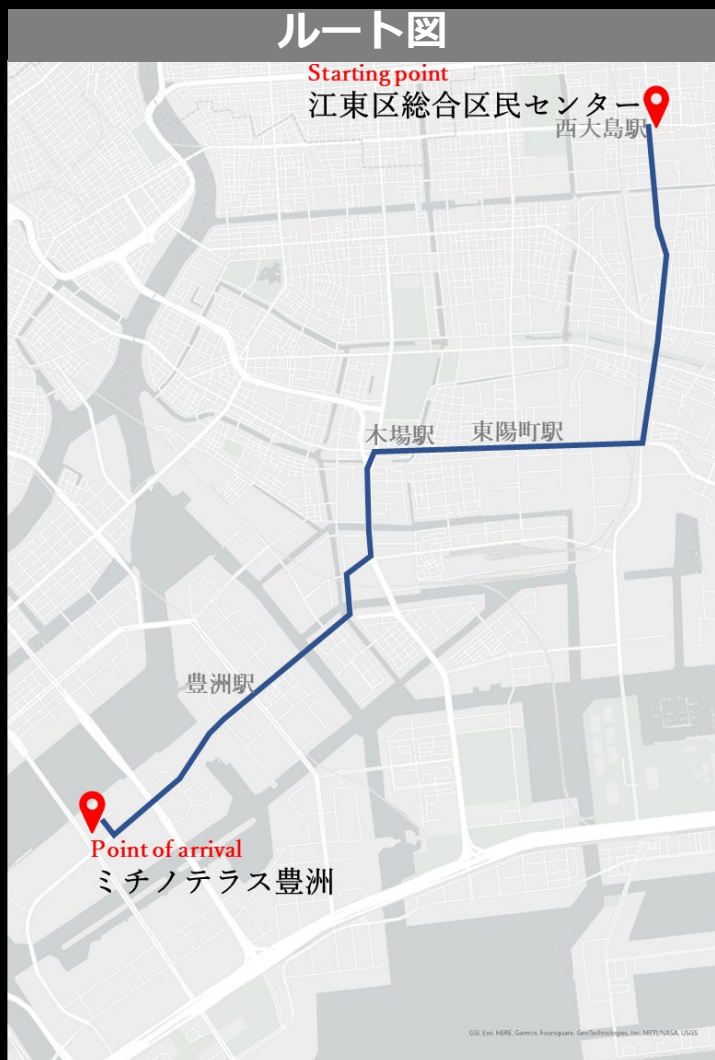 ルート図
Starting point
江東区総合区民センター
西大島駅
木場駅
東陽町駅
豊洲駅
Point of arrival
ミチノテラス豊洲
GSI, Esri, HERE, Garmin, Foursquare, GeoTechnologies, Inc, METI/NASA, USGS